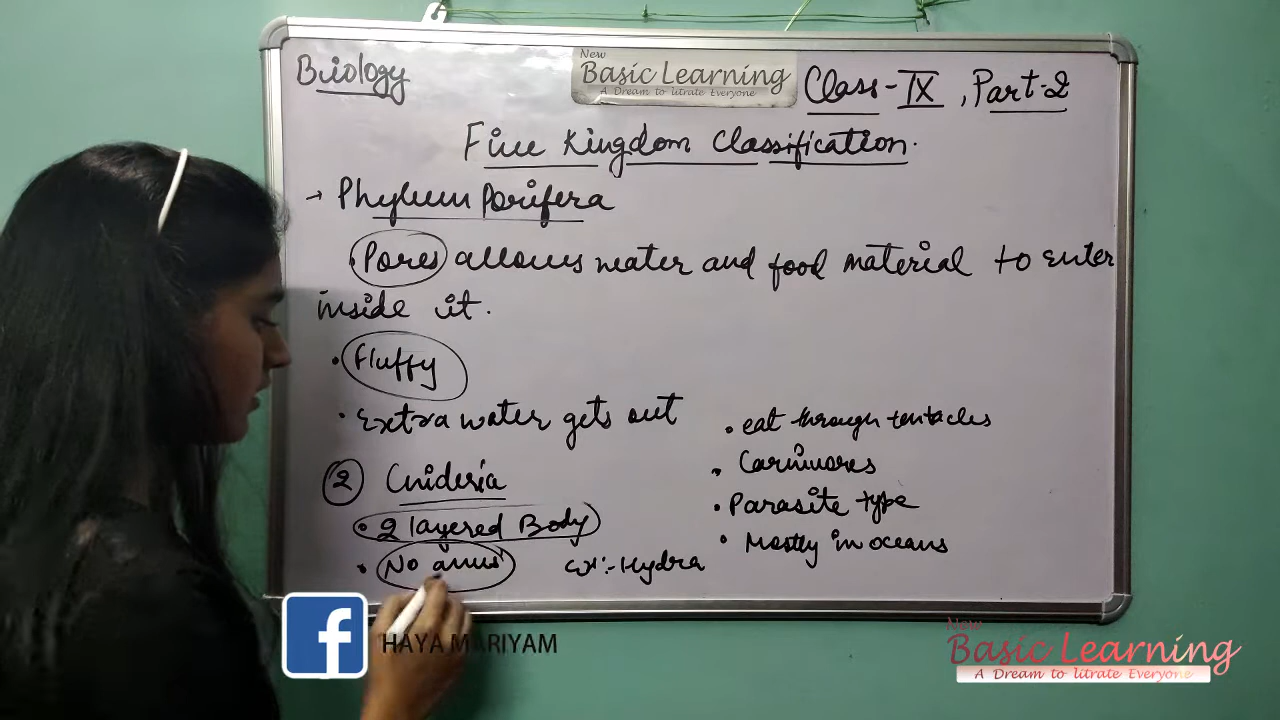 Biology
New
Basic Learning
A Dream to litrate Everyone
Class-IX, Part-2
Five Kingdom Classification.
→ Phylum Porifera
Pores allows water and food material to enter
inside it.
• Fluffy
• Extra water gets out
② Cnideria
• 2 layered Body
• No anus
ex:- Hydra
• eat through tentacles
• Carnivores
• Parasite type
• Mostly in oceans
f
HAYA MARIYAM
New
Basic Learning
A Dream to litrate Everyone